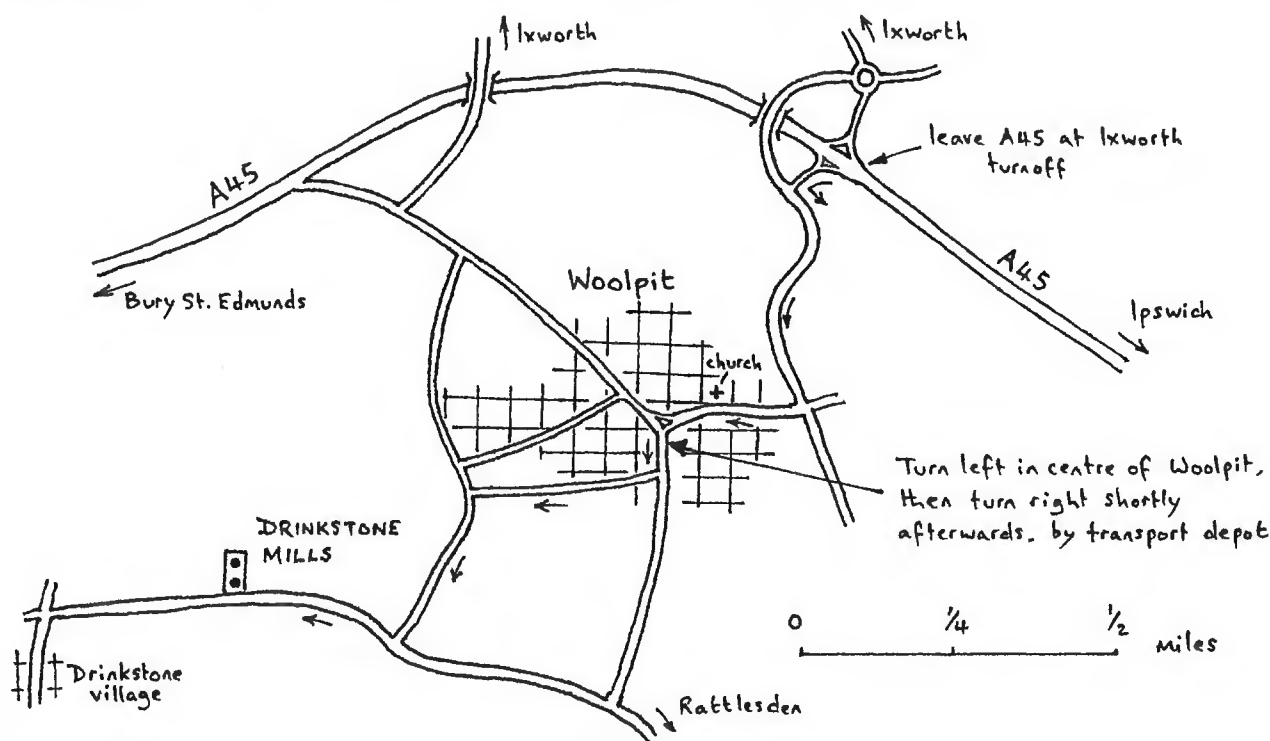 Ixworth
Ixworth
leave A45 at Ixworth
turnoff
A45
A45
Bury St. Edmunds
Woolpit
Ipswich
church
Turn left in centre of Woolpit,
then turn right shortly
afterwards, by transport depot
DRINKSTONE
MILLS
0 1/4 1/2
Miles
Drinkstone
village
Rattlesden